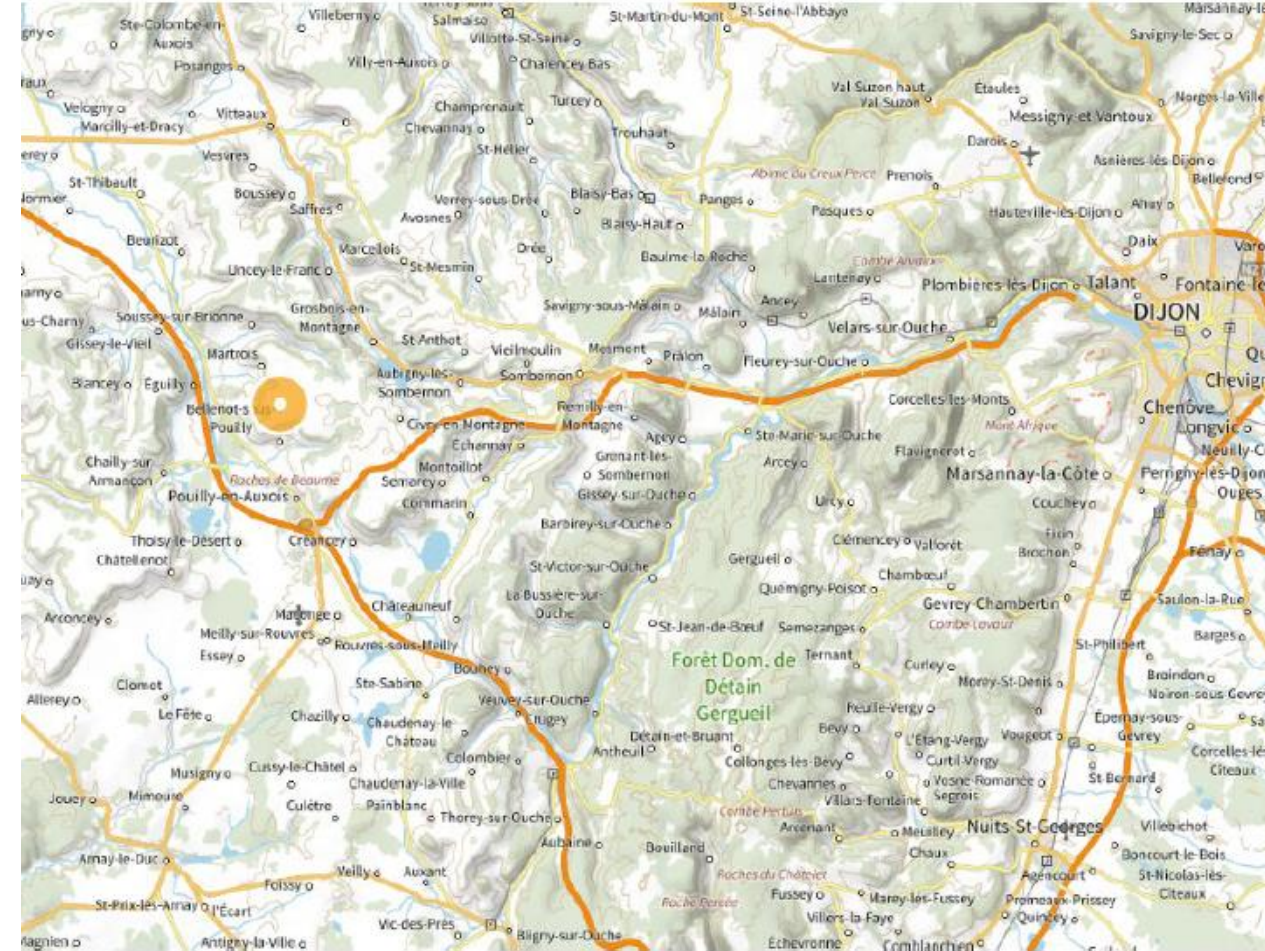 Villeberny
St-Martin-du-Mont
St-Seine-l'Abbaye
Ste-Colombe-en-
Auxois
Salmaise
Villotte-St-Seine
Savigny-le-Sec
Posanges
Villy-en-Auxois
Charencey Bas
Val Suzon haut
Val Suzon
Étaules
Velogny
Marcilly-et-Dracy
Vitteaux
Champrenault
Turcey
Norges-la-Ville
Chevannay
Trouhaut
Messigny-et Vantoux
Darois
Vesvres
St-Hélier
Asnières-lès-Dijon
St-Thibault
Abîme du Creux Percé
Prenois
Bellefond
Normier
Boussey
Saffres
Verrey-sous-Drée
Blaisy-Bas
Panges
Pasques
Hauteville-lès-Dijon
Ahuy
Avosnes
Blaisy-Haut
Beurizot
Marcellois
Drée
Daix
Uncey-le-Franc
St-Mesmin
Baulme-la-Roche
Lantenay
Plombières-lès-Dijon
Talant
Grosbois-en-
Montagne
Savigny-sous-Mâlain
Ancey
Mâlain
DIJON
Soussey-sur-Brionne
Gissey-le-Vieil
Velars-sur-Ouche
Martrois
St-Anthot
Vieilmoulin
Mesmont
Prâlon
Fleurey-sur-Ouche
Blancey
Éguilly
Aubigny-lès-
Sombernon
Sombernon
Corcelles-les-Monts
Chenôve
Longvic
Pouilly
Civry-en-Montagne
Remilly-en-
Montagne
Mont Afrique
Échannay
Agey
Ste-Marie-sur-Ouche
Flavignerot
Chailly-sur
Armançon
Roches de Beaume
Montoillot
Semarey
Grenant-lès-
Sombernon
Arcey
Marsannay-la-Côte
Perrigny-lès-Dijon
Ouges
Pouilly-en-Auxois
Commarin
Gissey-sur-Ouche
Urcy
Couchey
Thoisy-le-Désert
Créancey
Barbirey-sur-Ouche
Clémencey
Valforêt
Fixin
Brochon
Fénay
Châtellenot
St-Victor-sur-Ouche
Gergueil
Quemigny-Poisot
Chambœuf
Arconcey
Maconge
Châteauneuf
La Bussière-sur-
Ouche
Gevrey-Chambertin
Combe Lavaux
Saulon-la-Rue
Meilly-sur-Rouvres
Essey
Rouvres-sous-Meilly
St-Jean-de-Bœuf
Semezanges
St-Philibert
Barges
Bouhey
Forêt Dom. de
Détain
Gergueil
Ternant
Curley
Clomot
Ste-Sabine
Morey-St-Denis
Broindon
Noiron-sous-Gevrey
Allerey
Le Fête
Chazilly
Chaudenay-le
Château
Veuvey-sur-Ouche
Crugey
Reulle-Vergy
Épernay-sous-
Gevrey
Détain-et-Bruant
Bévy
L'Étang-Vergy
Vougeot
Colombier
Antheuil
Collonges-lès-Bévy
Curtil-Vergy
Corcelles-lès-
Cîteaux
Musigny
Cussy-le-Châtel
Chaudenay-la-Ville
Chevannes
Vosne-Romanée
Segrois
St-Bernard
Jouey
Mimeure
Culêtre
Painblanc
Thorey-sur-Ouche
Combe Pertuis
Villars-Fontaine
Arcenant
Meuilley
Nuits-St-Georges
Villebichot
Arnay-le-Duc
Aubaine
Bouilland
Chaux
Boncourt-le-Bois
Foissy
Veilly
Auxant
Roches du Châtelet
Agencourt
St-Nicolas-lès-
Cîteaux
St-Prix-lès-Arnay
l'Écart
Roche Percée
Fussey
Marey-lès-Fussey
Premeaux-Prissey
Quincey
Vic-des-Prés
Villers-la-Faye
Antigny-la-Ville
Bligny-sur-Ouche
Échevronne
Comblanchien